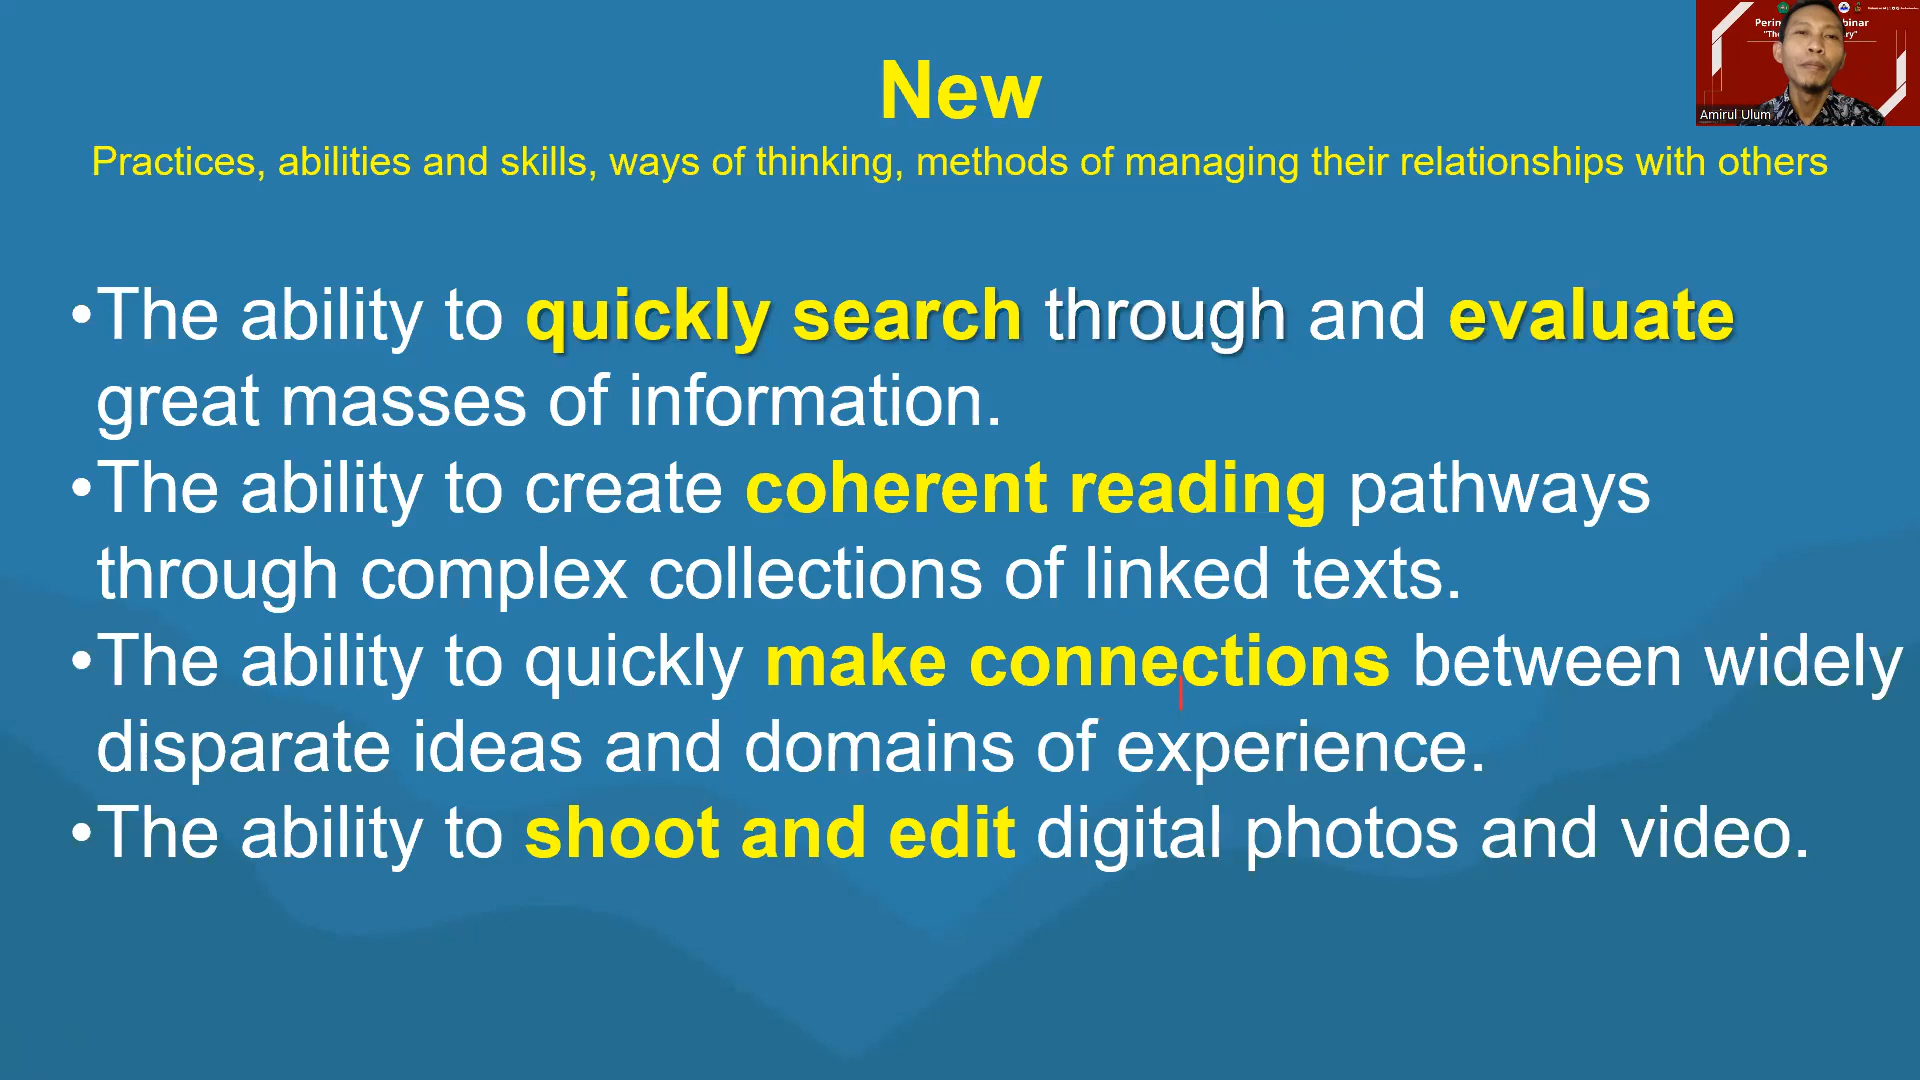 New
Practices, abilities and skills, ways of thinking, methods of managing their relationships with others
•The ability to quickly search through and evaluate
great masses of information.
•The ability to create coherent reading pathways
through complex collections of linked texts.
•The ability to quickly make connections between widely
disparate ideas and domains of experience.
•The ability to shoot and edit digital photos and video.
Amirul Ulum